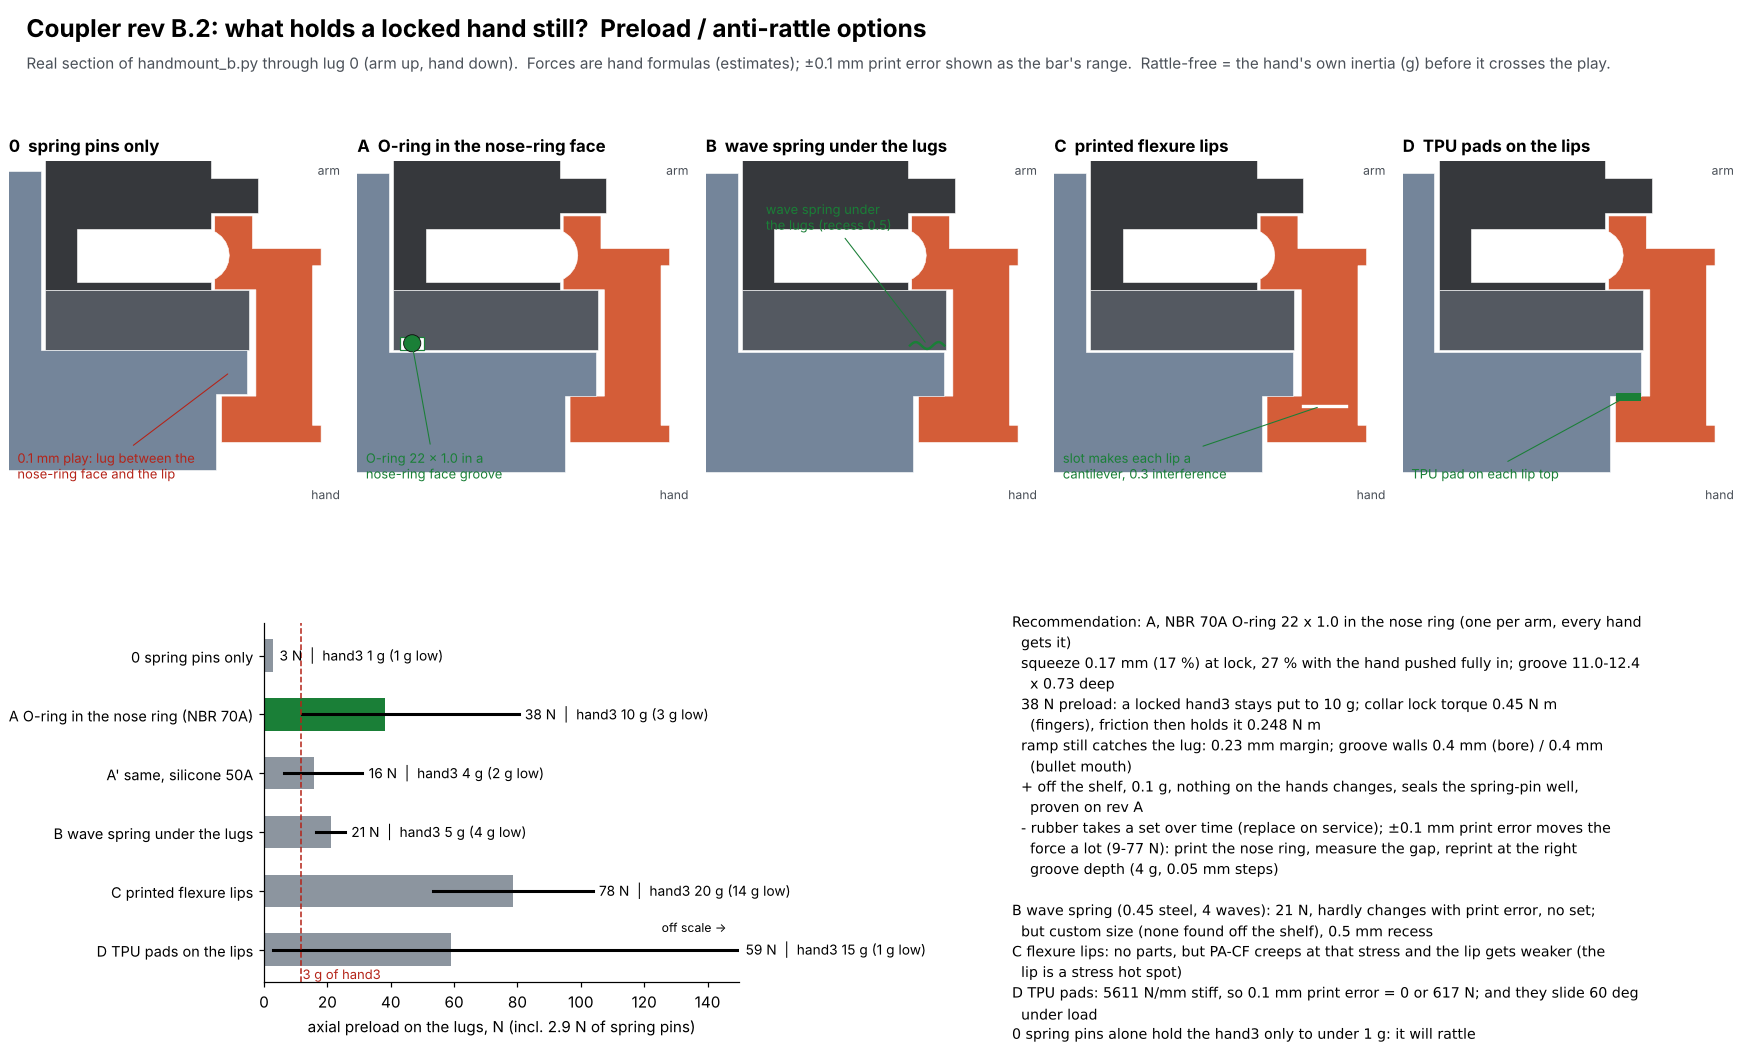 Coupler rev B.2: what holds a locked hand still?  Preload / anti-rattle options
Real section of handmount_b.py through lug 0 (arm up, hand down).  Forces are hand formulas (estimates); ±0.1 mm print error shown as the bar's range.  Rattle-free = the hand's own inertia (g) before it crosses the play.
0  spring pins only
arm
0.1 mm play: lug between the
nose-ring face and the lip
hand
A  O-ring in the nose-ring face
arm
O-ring 22 × 1.0 in a
nose-ring face groove
hand
B  wave spring under the lugs
arm
wave spring under
the lugs (recess 0.5)
hand
C  printed flexure lips
arm
slot makes each lip a
cantilever, 0.3 interference
hand
D  TPU pads on the lips
arm
TPU pad on each lip top
hand
0 spring pins only
3 N  |  hand3 1 g (1 g low)
A O-ring in the nose ring (NBR 70A)
38 N  |  hand3 10 g (3 g low)
A' same, silicone 50A
16 N  |  hand3 4 g (2 g low)
B wave spring under the lugs
21 N  |  hand3 5 g (4 g low)
C printed flexure lips
78 N  |  hand3 20 g (14 g low)
off scale →
D TPU pads on the lips
59 N  |  hand3 15 g (1 g low)
3 g of hand3
0 20 40 60 80 100 120 140
axial preload on the lugs, N (incl. 2.9 N of spring pins)
Recommendation: A, NBR 70A O-ring 22 x 1.0 in the nose ring (one per arm, every hand
gets it)
squeeze 0.17 mm (17 %) at lock, 27 % with the hand pushed fully in; groove 11.0-12.4
x 0.73 deep
38 N preload: a locked hand3 stays put to 10 g; collar lock torque 0.45 N m
(fingers), friction then holds it 0.248 N m
ramp still catches the lug: 0.23 mm margin; groove walls 0.4 mm (bore) / 0.4 mm
(bullet mouth)
+ off the shelf, 0.1 g, nothing on the hands changes, seals the spring-pin well,
proven on rev A
- rubber takes a set over time (replace on service); ±0.1 mm print error moves the
force a lot (9-77 N): print the nose ring, measure the gap, reprint at the right
groove depth (4 g, 0.05 mm steps)
B wave spring (0.45 steel, 4 waves): 21 N, hardly changes with print error, no set;
but custom size (none found off the shelf), 0.5 mm recess
C flexure lips: no parts, but PA-CF creeps at that stress and the lip gets weaker (the
lip is a stress hot spot)
D TPU pads: 5611 N/mm stiff, so 0.1 mm print error = 0 or 617 N; and they slide 60 deg
under load
0 spring pins alone hold the hand3 only to under 1 g: it will rattle